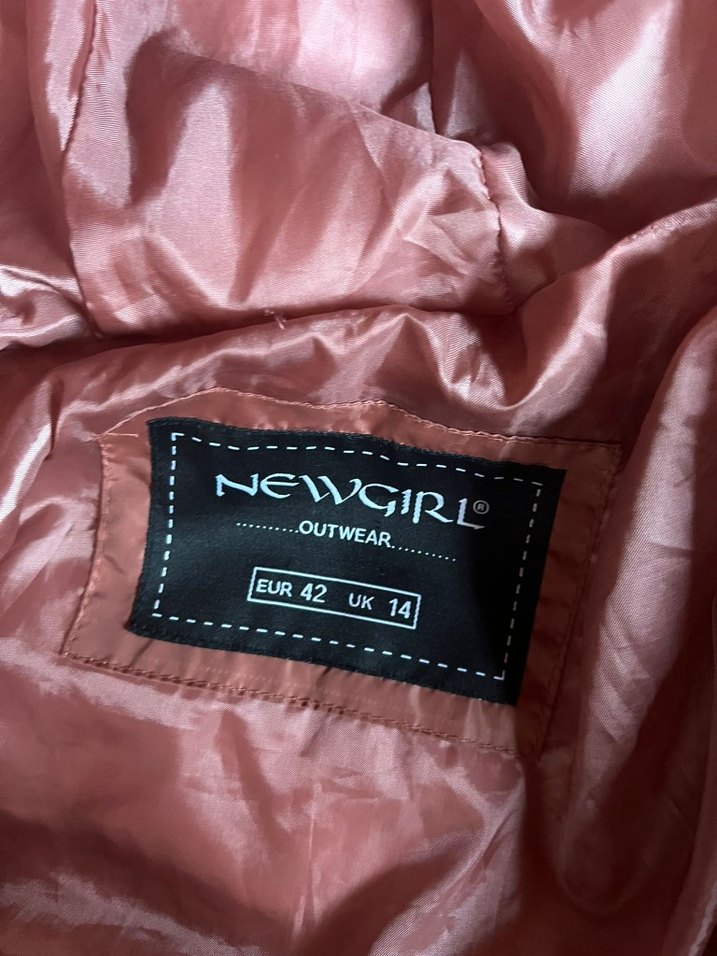 NEWGIRL®
..........OUTWEAR..........
EUR 42 UK 14